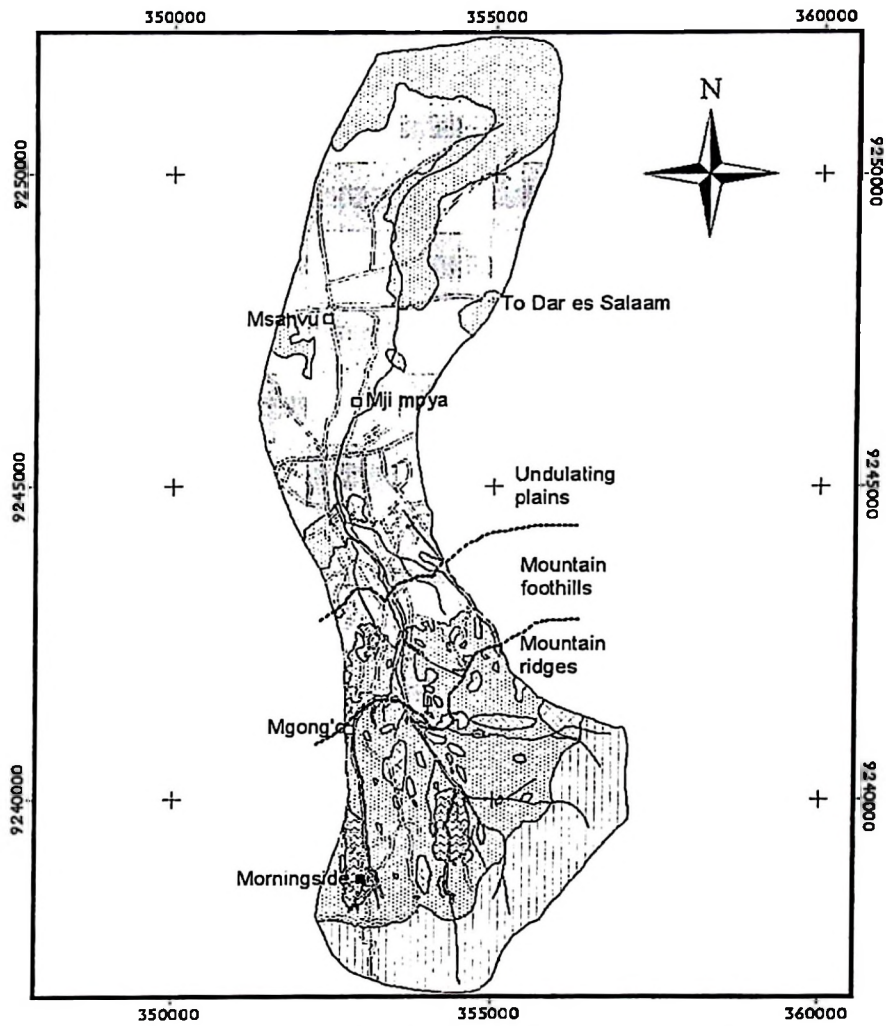 350000 355000 360000
N
9250000 9250000
To Dar es Salaam
Msamvu
Mji mpya
9245000 9245000
Undulating
plains
Mountain
foothills
Mountain
ridges
Mgong'o
9240000 9240000
Morningside
350000 355000 360000